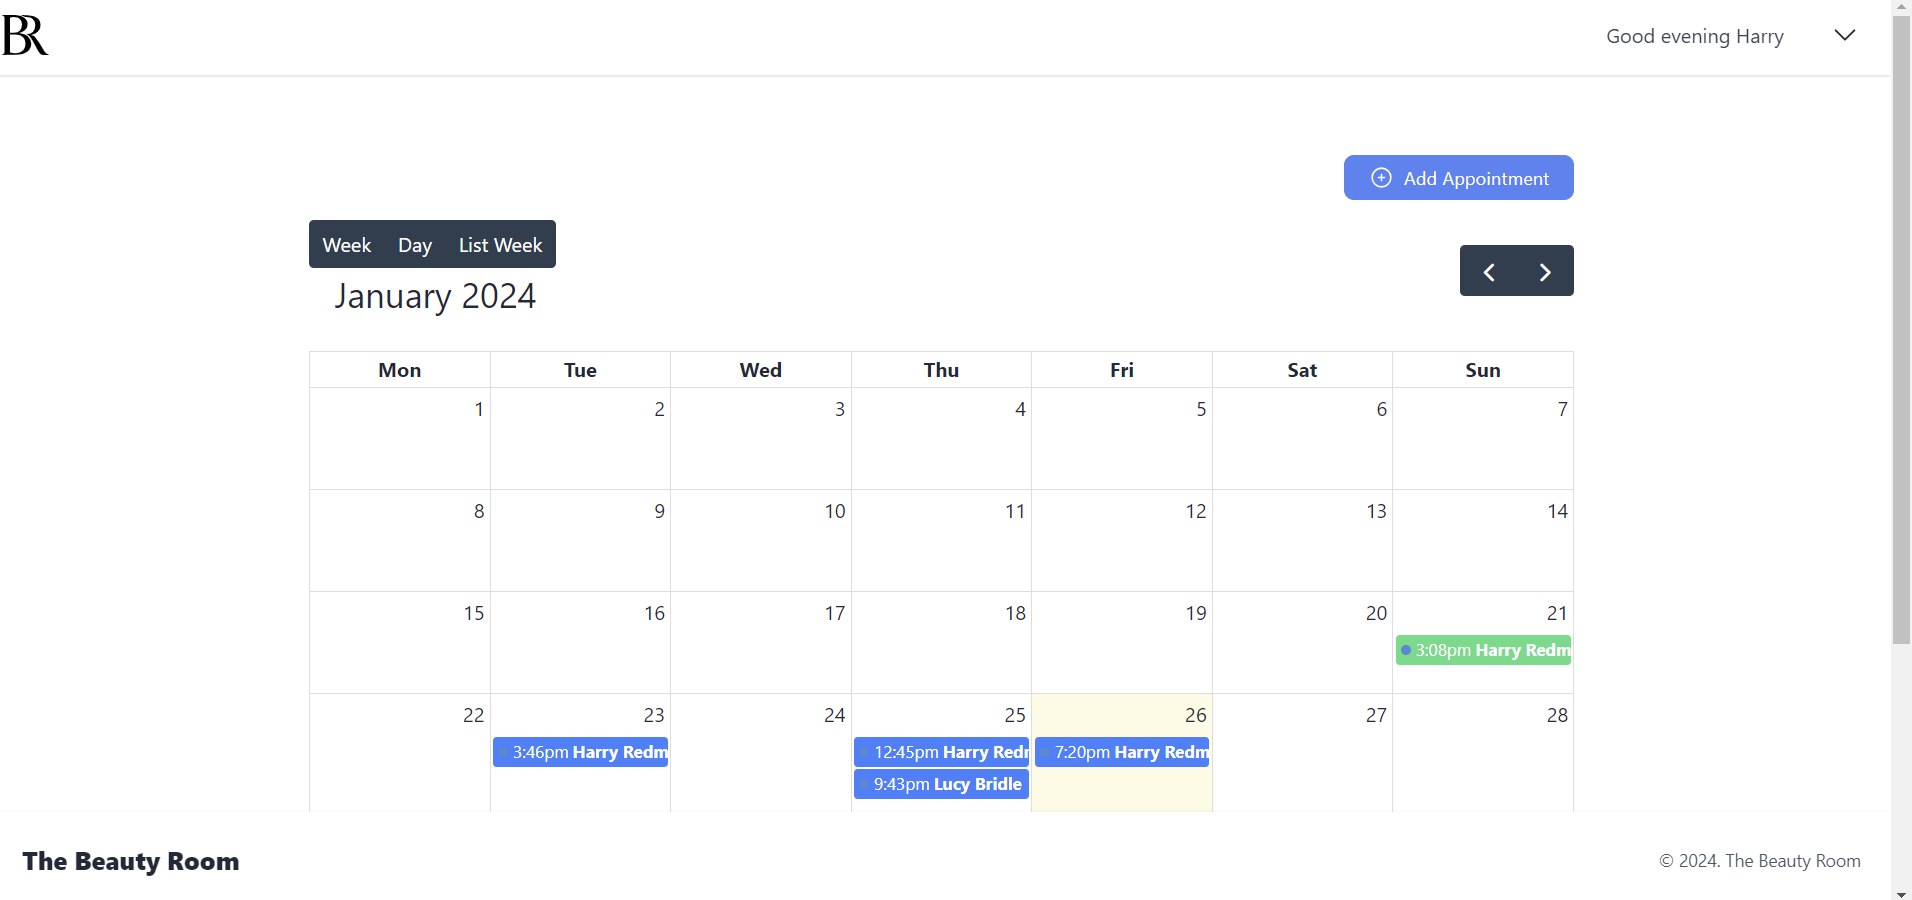 BR
Good evening Harry
Add Appointment
Week Day List Week
January 2024
Mon Tue Wed Thu Fri Sat Sun
1 2 3 4 5 6 7
8 9 10 11 12 13 14
15 16 17 18 19 20 21
3:08pm Harry Redm
22 23 24 25 26 27 28
3:46pm Harry Redm 12:45pm Harry Redr 7:20pm Harry Redm
9:43pm Lucy Bridle
The Beauty Room
© 2024. The Beauty Room